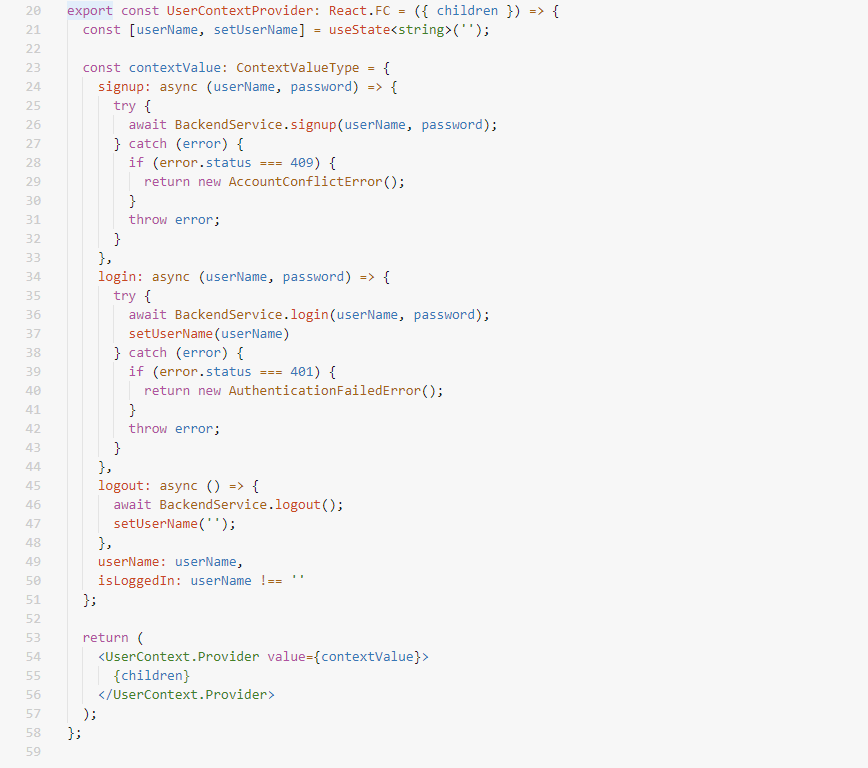 20 export const UserContextProvider: React.FC = ({ children }) => {
21   const [userName, setUserName] = useState<string>('');
22
23   const contextValue: ContextValueType = {
24     signup: async (userName, password) => {
25       try {
26         await BackendService.signup(userName, password);
27       } catch (error) {
28         if (error.status === 409) {
29           return new AccountConflictError();
30         }
31         throw error;
32       }
33     },
34     login: async (userName, password) => {
35       try {
36         await BackendService.login(userName, password);
37         setUserName(userName)
38       } catch (error) {
39         if (error.status === 401) {
40           return new AuthenticationFailedError();
41         }
42         throw error;
43       }
44     },
45     logout: async () => {
46       await BackendService.logout();
47       setUserName('');
48     },
49     userName: userName,
50     isLoggedIn: userName !== ''
51   };
52
53   return (
54     <UserContext.Provider value={contextValue}>
55       {children}
56     </UserContext.Provider>
57   );
58 };
59